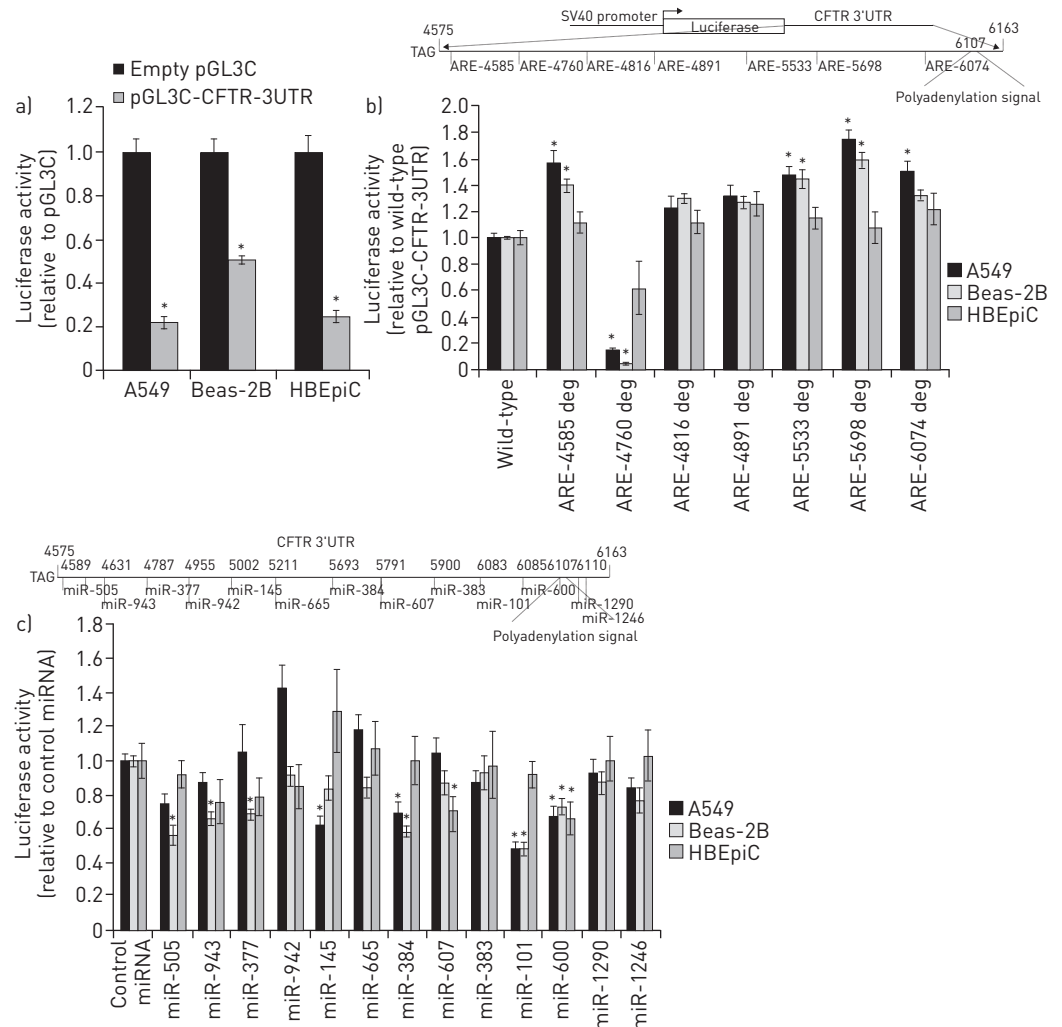 SV40 promoter
CFTR 3'UTR
4575
Luciferase
6163
TAG
6107
ARE-4585
ARE-4760
ARE-4816
ARE-4891
ARE-5533
ARE-5698
ARE-6074
Polyadenylation signal
Empty pGL3C
pGL3C-CFTR-3UTR
a)
Luciferase activity
(relative to pGL3C)
1.2
1.0
0.8
0.6
0.4
0.2
0
*
*
*
A549
Beas-2B
HBEpiC
b)
Luciferase activity
(relative to wild-type
pGL3C-CFTR-3UTR)
2.0
1.8
1.6
1.4
1.2
1.0
0.8
0.6
0.4
0.2
0
*
*
*
*
*
*
*
*
*
A549
Beas-2B
HBEpiC
Wild-type
ARE-4585 deg
ARE-4760 deg
ARE-4816 deg
ARE-4891 deg
ARE-5533 deg
ARE-5698 deg
ARE-6074 deg
CFTR 3'UTR
4575
6163
4589
4631
4787
4955
5002
5211
5693
5791
5900
6083
6085
6107
6110
TAG
miR-505
miR-377
miR-145
miR-384
miR-383
miR-600
miR-1290
miR-943
miR-942
miR-665
miR-607
miR-101
miR-1246
Polyadenylation signal
c)
Luciferase activity
(relative to control miRNA)
1.8
1.6
1.4
1.2
1.0
0.8
0.6
0.4
0.2
0
*
*
*
*
*
*
*
*
*
*
*
*
A549
Beas-2B
HBEpiC
Control
miRNA
miR-505
miR-943
miR-377
miR-942
miR-145
miR-665
miR-384
miR-607
miR-383
miR-101
miR-600
miR-1290
miR-1246